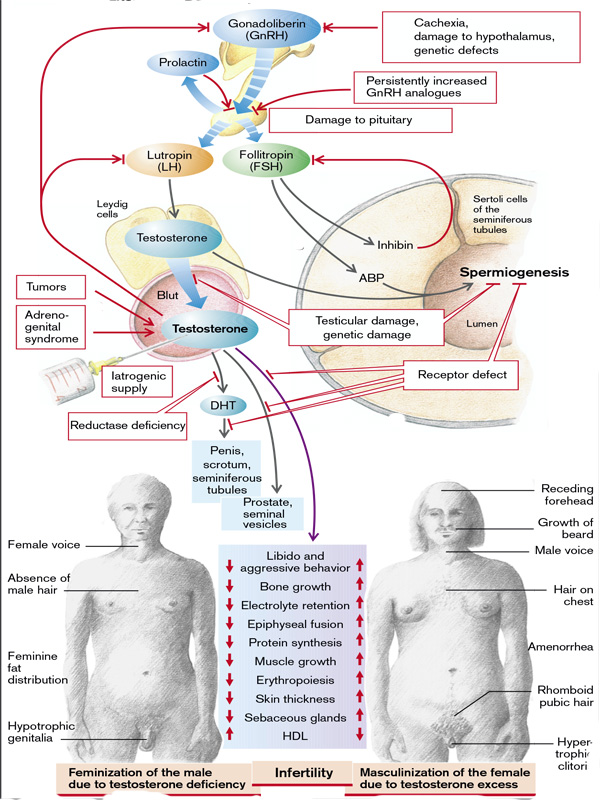 Gonadoliberin
(GnRH)
Cachexia,
damage to hypothalamus,
genetic defects
Prolactin
Persistently increased
GnRH analogues
Damage to pituitary
Lutropin
(LH)
Follitropin
(FSH)
Leydig
cells
Sertoli cells
of the
seminiferous
tubules
Testosterone
Inhibin
ABP
Spermiogenesis
Tumors
Blut
Adreno-
genital
syndrome
Testosterone
Testicular damage,
genetic damage
Lumen
Iatrogenic
supply
Receptor defect
DHT
Reductase deficiency
Penis,
scrotum,
seminiferous
tubules
Prostate,
seminal
vesicles
Female voice
Absence of
male hair
Feminine
fat
distribution
Hypotrophic
genitalia
Libido and
aggressive behavior
Bone growth
Electrolyte retention
Epiphyseal fusion
Protein synthesis
Muscle growth
Erythropoiesis
Skin thickness
Sebaceous glands
HDL
Receding
forehead
Growth of
beard
Male voice
Hair on
chest
Amenorrhea
Rhomboid
pubic hair
Hyper-
trophic
clitori
Feminization of the male
due to testosterone deficiency
Infertility
Masculinization of the female
due to testosterone excess